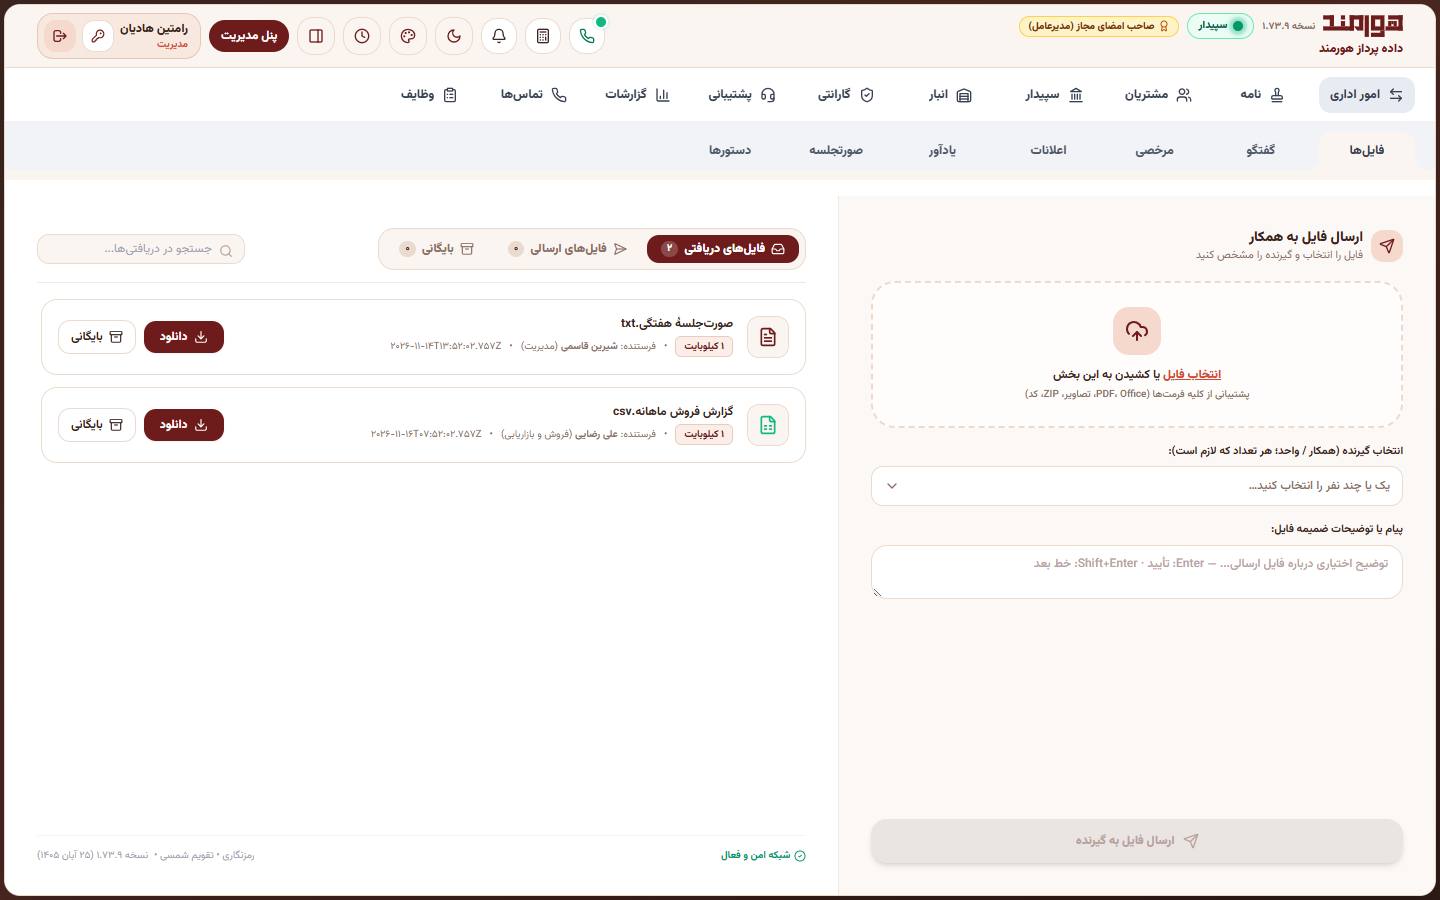 هورمند
نسخه ۱.۷۳.۹
سپیدار
صاحب امضای مجاز (مدیرعامل)
داده پرداز هورمند
پنل مدیریت
رامتین هادیان
مدیریت
امور اداری
نامه
مشتریان
سپیدار
انبار
گارانتی
پشتیبانی
گزارشات
تماس‌ها
وظایف
فایل‌ها
گفتگو
مرخصی
اعلانات
یادآور
صورتجلسه
دستورها
ارسال فایل به همکار
فایل را انتخاب و گیرنده را مشخص کنید
انتخاب فایل یا کشیدن به این بخش
پشتیبانی از کلیه فرمت‌ها (PDF، Office، تصاویر، ZIP، کد)
انتخاب گیرنده (همکار / واحد؛ هر تعداد که لازم است):
یک یا چند نفر را انتخاب کنید...
پیام یا توضیحات ضمیمه فایل:
توضیح اختیاری درباره فایل ارسالی... — Enter: تأیید · Shift+Enter: خط بعد
ارسال فایل به گیرنده
فایل‌های دریافتی ۲
فایل‌های ارسالی ۰
بایگانی ۰
جستجو در دریافتی‌ها...
صورت‌جلسهٔ هفتگی.txt
۱ کیلوبایت • فرستنده: شیرین قاسمی (مدیریت) • ۲۰۲۶-۱۱-۱۴T۱۳:۵۲:۰۲.۷۵۷Z
دانلود
بایگانی
گزارش فروش ماهانه.csv
۱ کیلوبایت • فرستنده: علی رضایی (فروش و بازاریابی) • ۲۰۲۶-۱۱-۱۶T۰۷:۵۲:۰۲.۷۵۷Z
دانلود
بایگانی
شبکه امن و فعال
رمزنگاری • تقویم شمسی • نسخه ۱.۷۳.۹ (۲۵ آبان ۱۴۰۵)